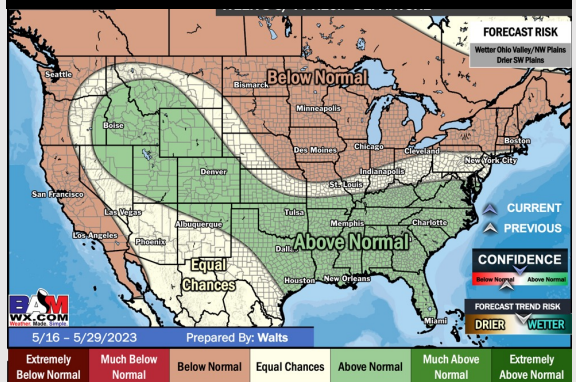 FORECAST RISK
Wetter Ohio Valley/NW Plains
Drier SW Plains
Seattle
Bismarck
Below Normal
Minneapolis
Boise
Boston
Chicago
Cleveland
Des Moines
New York City
Indianapolis
Denver
St. Louis
San Francisco
CURRENT
Las Vegas
Tulsa
Memphis
Charlotte
Albuquerque
PREVIOUS
Los Angeles
Phoenix
Above Normal
Equal
Chances
CONFIDENCE
Below Normal
Above Normal
Houston
New Orleans
BAM
WX.COM
Weather. Made. Simple.
FORECAST TREND RISK
DRIER
WETTER
Miami
5/16 – 5/29/2023
Prepared By: Walts
Extremely
Below Normal
Much Below
Normal
Below Normal
Equal Chances
Above Normal
Much Above
Normal
Extremely
Above Normal